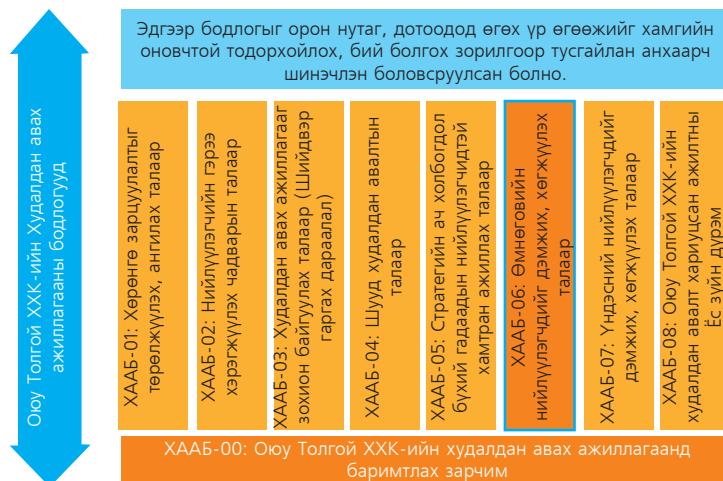 Эдгээр бодлогыг орон нутаг, дотоодод өгөх үр өгөөжийг хамгийн
оновчтой тодорхойлох, бий болгох зорилгоор тусгайлан анхаарч
шинэчлэн боловсруулсан болно.
Оюу Толгой ХХК-ийн Худалдан авах
ажиллагааны бодлогууд
ХААБ-01: Хөрөнгө зарцуулалтыг
төрөлжүүлэх, ангилах талаар
ХААБ-02: Нийлүүлэгчийн гэрээ
хэрэгжүүлэх чадварын талаар
ХААБ-03: Худалдан авах ажиллагааг
зохион байгуулах талаар (Шийдвэр
гаргах дараалал)
ХААБ-04: Шууд худалдан авалтын
талаар
ХААБ-05: Стратегийн ач холбогдол
бүхий гадаадын нийлүүлэгчидтэй
хамтран ажиллах талаар
ХААБ-06: Өмнөговийн
нийлүүлэгчдийг дэмжих, хөгжүүлэх
талаар
ХААБ-07: Үндэсний нийлүүлэгчдийг
дэмжих, хөгжүүлэх талаар
ХААБ-08: Оюу Толгой ХХК-ийн
худалдан авалт хариуцсан ажилтны
Ёс зүйн дүрэм
ХААБ-00: Оюу Толгой ХХК-ийн худалдан авах ажиллагаанд
баримтлах зарчим